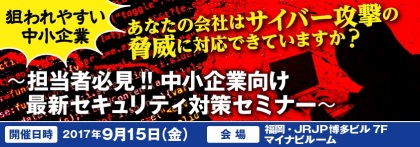 狙われやすい
中小企業
あなたの会社はサイバー攻撃の
脅威に対応できていますか?
～担当者必見!!中小企業向け
最新セキュリティ対策セミナー～
開催日時 2017年9月15日(金) 会場 福岡・JRJP博多ビル 7F
マイナビルーム